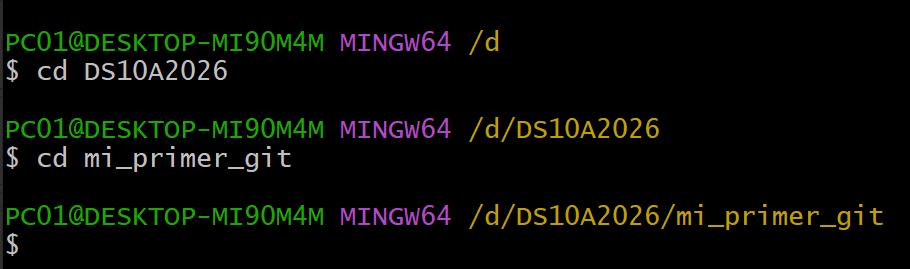 PC01@DESKTOP-MI90M4M MINGW64 /d
$ cd DS10A2026
PC01@DESKTOP-MI90M4M MINGW64 /d/DS10A2026
$ cd mi_primer_git
PC01@DESKTOP-MI90M4M MINGW64 /d/DS10A2026/mi_primer_git
$